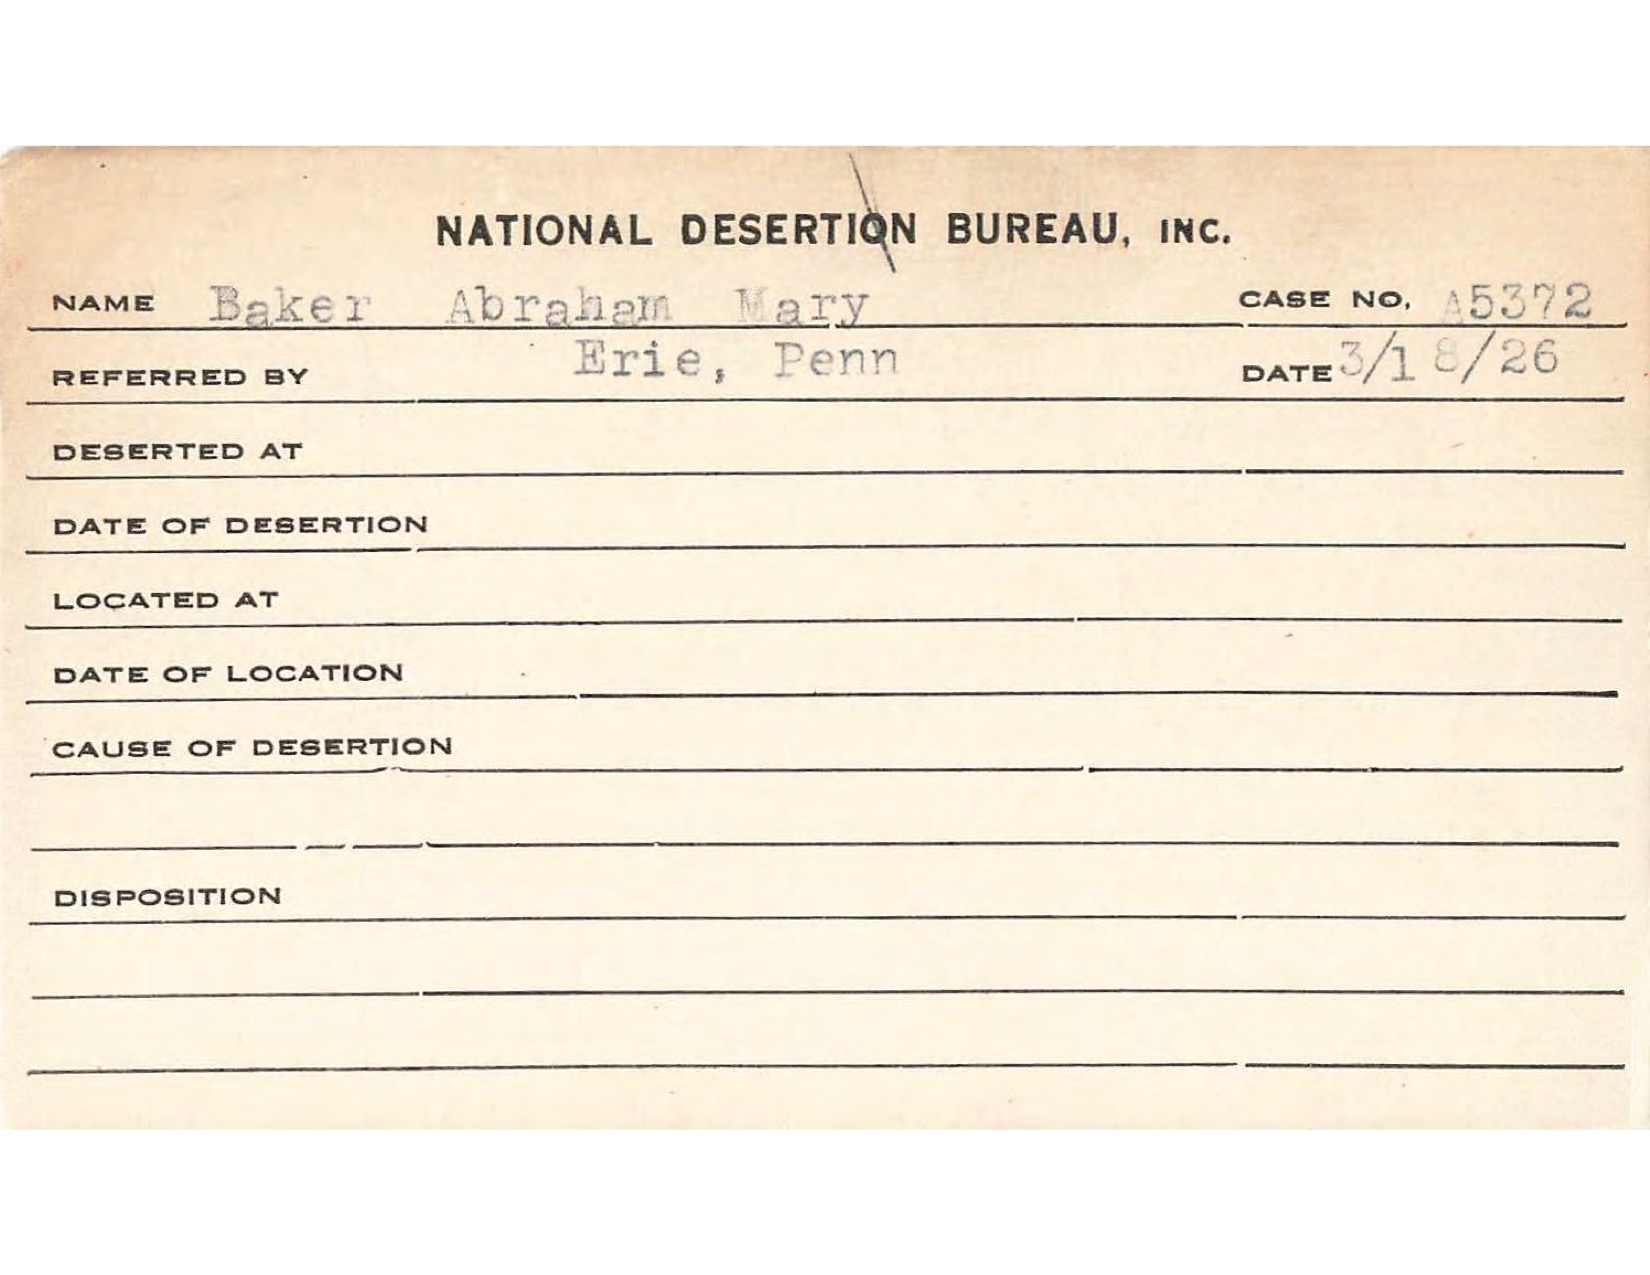 NATIONAL DESERTION BUREAU, INC.
NAME Baker Abraham Mary CASE NO. A5372
REFERRED BY Erie, Penn DATE 3/18/26
DESERTED AT
DATE OF DESERTION
LOCATED AT
DATE OF LOCATION
CAUSE OF DESERTION
DISPOSITION